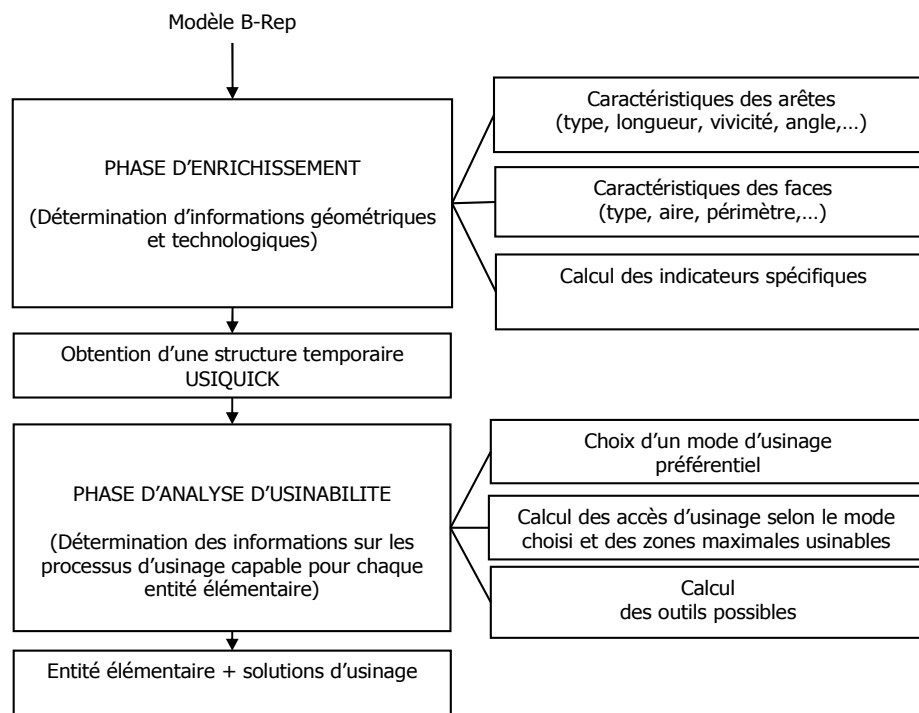 Modèle B-Rep
PHASE D'ENRICHISSEMENT
(Détermination d'informations géométriques
et technologiques)
Caractéristiques des arêtes
(type, longueur, vivicité, angle,...)
Caractéristiques des faces
(type, aire, périmètre,...)
Calcul des indicateurs spécifiques
Obtention d'une structure temporaire
USIQUICK
PHASE D'ANALYSE D'USINABILITE
(Détermination des informations sur les
processus d'usinage capable pour chaque
entité élémentaire)
Choix d'un mode d'usinage
préférentiel
Calcul des accès d'usinage selon le mode
choisi et des zones maximales usinables
Calcul
des outils possibles
Entité élémentaire + solutions d'usinage